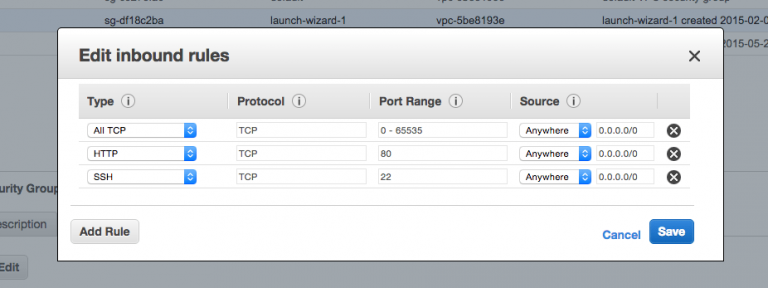 sg-df18c2ba launch-wizard-1 vpc-5be8193e launch-wizard-1 created 2015-02-0
Edit inbound rules
2015-05-2
Type i Protocol i Port Range i Source i
All TCP TCP 0 - 65535 Anywhere 0.0.0.0/0
HTTP TCP 80 Anywhere 0.0.0.0/0
SSH TCP 22 Anywhere 0.0.0.0/0
urity Group
escription
Add Rule Cancel Save
Edit